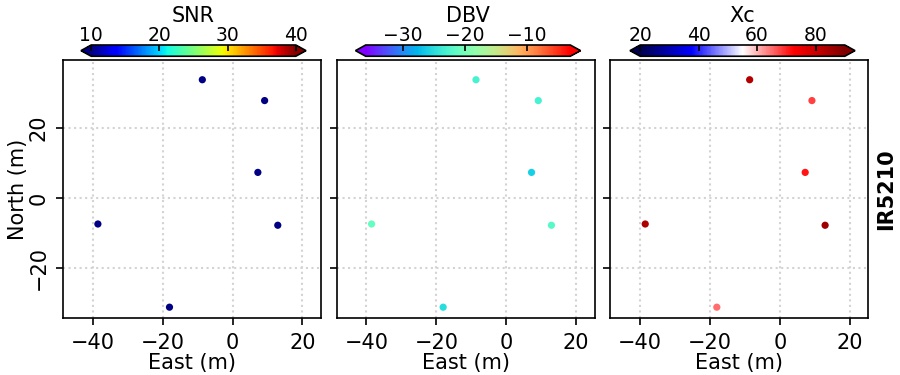 SNR DBV Xc
10 20 30 40 −30 −20 −10 20 40 60 80
North (m)
20
0
−20
−40 −20 0 20 −40 −20 0 20 −40 −20 0 20
East (m) East (m) East (m)
IR5210